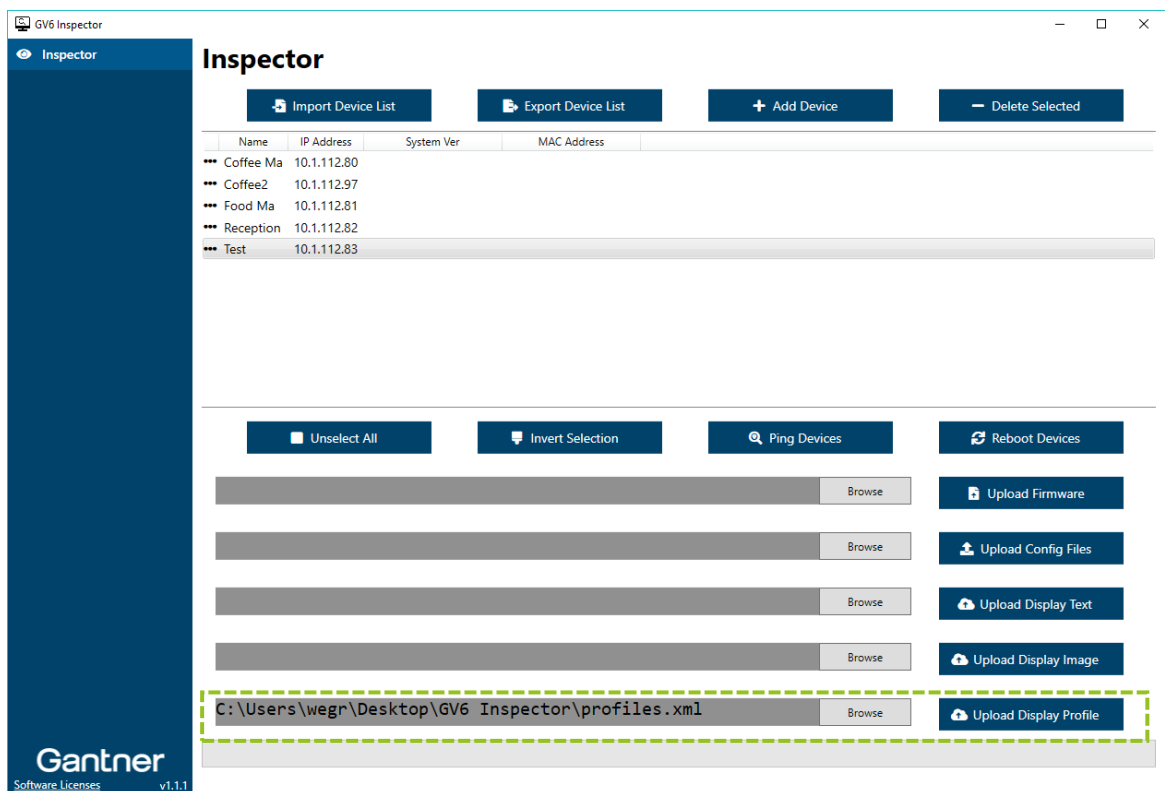 GV6 Inspector
Inspector
Inspector
Import Device List
Export Device List
Add Device
Delete Selected
Name IP Address System Ver MAC Address
Coffee Ma 10.1.112.80
Coffee2 10.1.112.97
Food Ma 10.1.112.81
Reception 10.1.112.82
Test 10.1.112.83
Unselect All
Invert Selection
Ping Devices
Reboot Devices
Browse
Upload Firmware
Browse
Upload Config Files
Browse
Upload Display Text
Browse
Upload Display Image
C:\Users\wegr\Desktop\GV6 Inspector\profiles.xml
Browse
Upload Display Profile
Gantner
Software Licenses v1.1.1